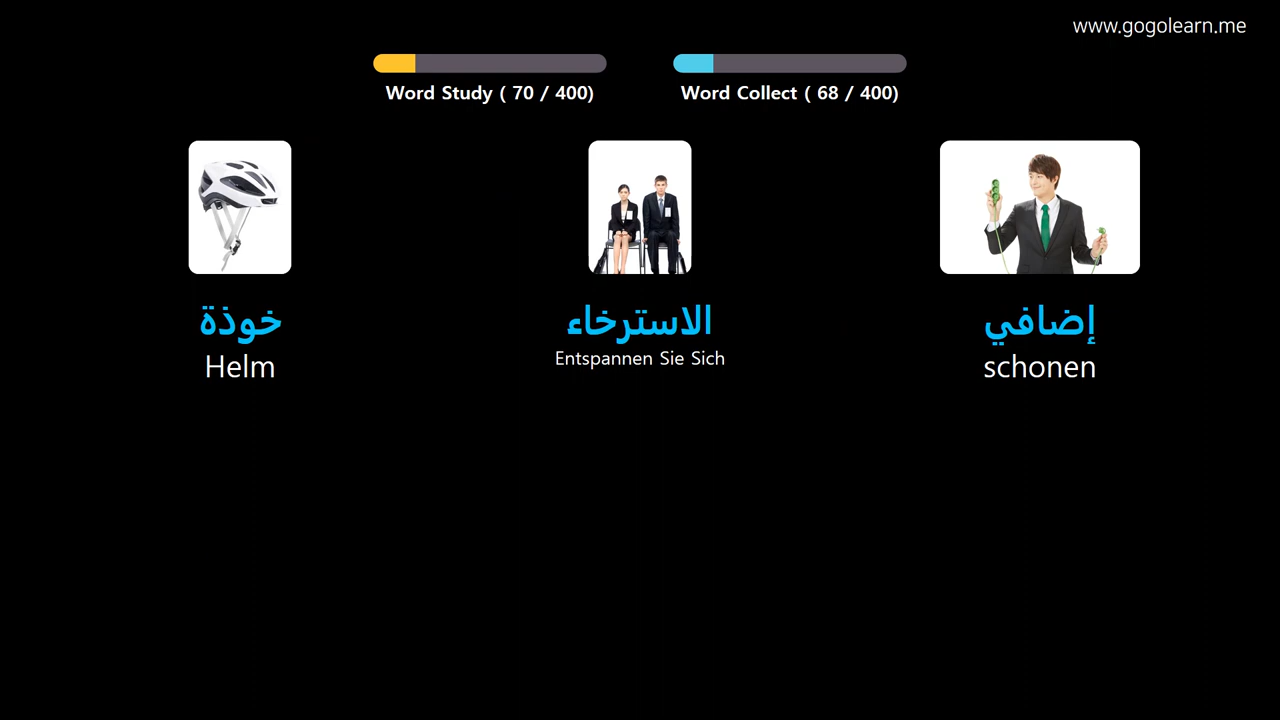 www.gogolearn.me
Word Study ( 70 / 400)
Word Collect ( 68 / 400)
خوذة
Helm
الاسترخاء
Entspannen Sie Sich
إضافي
schonen